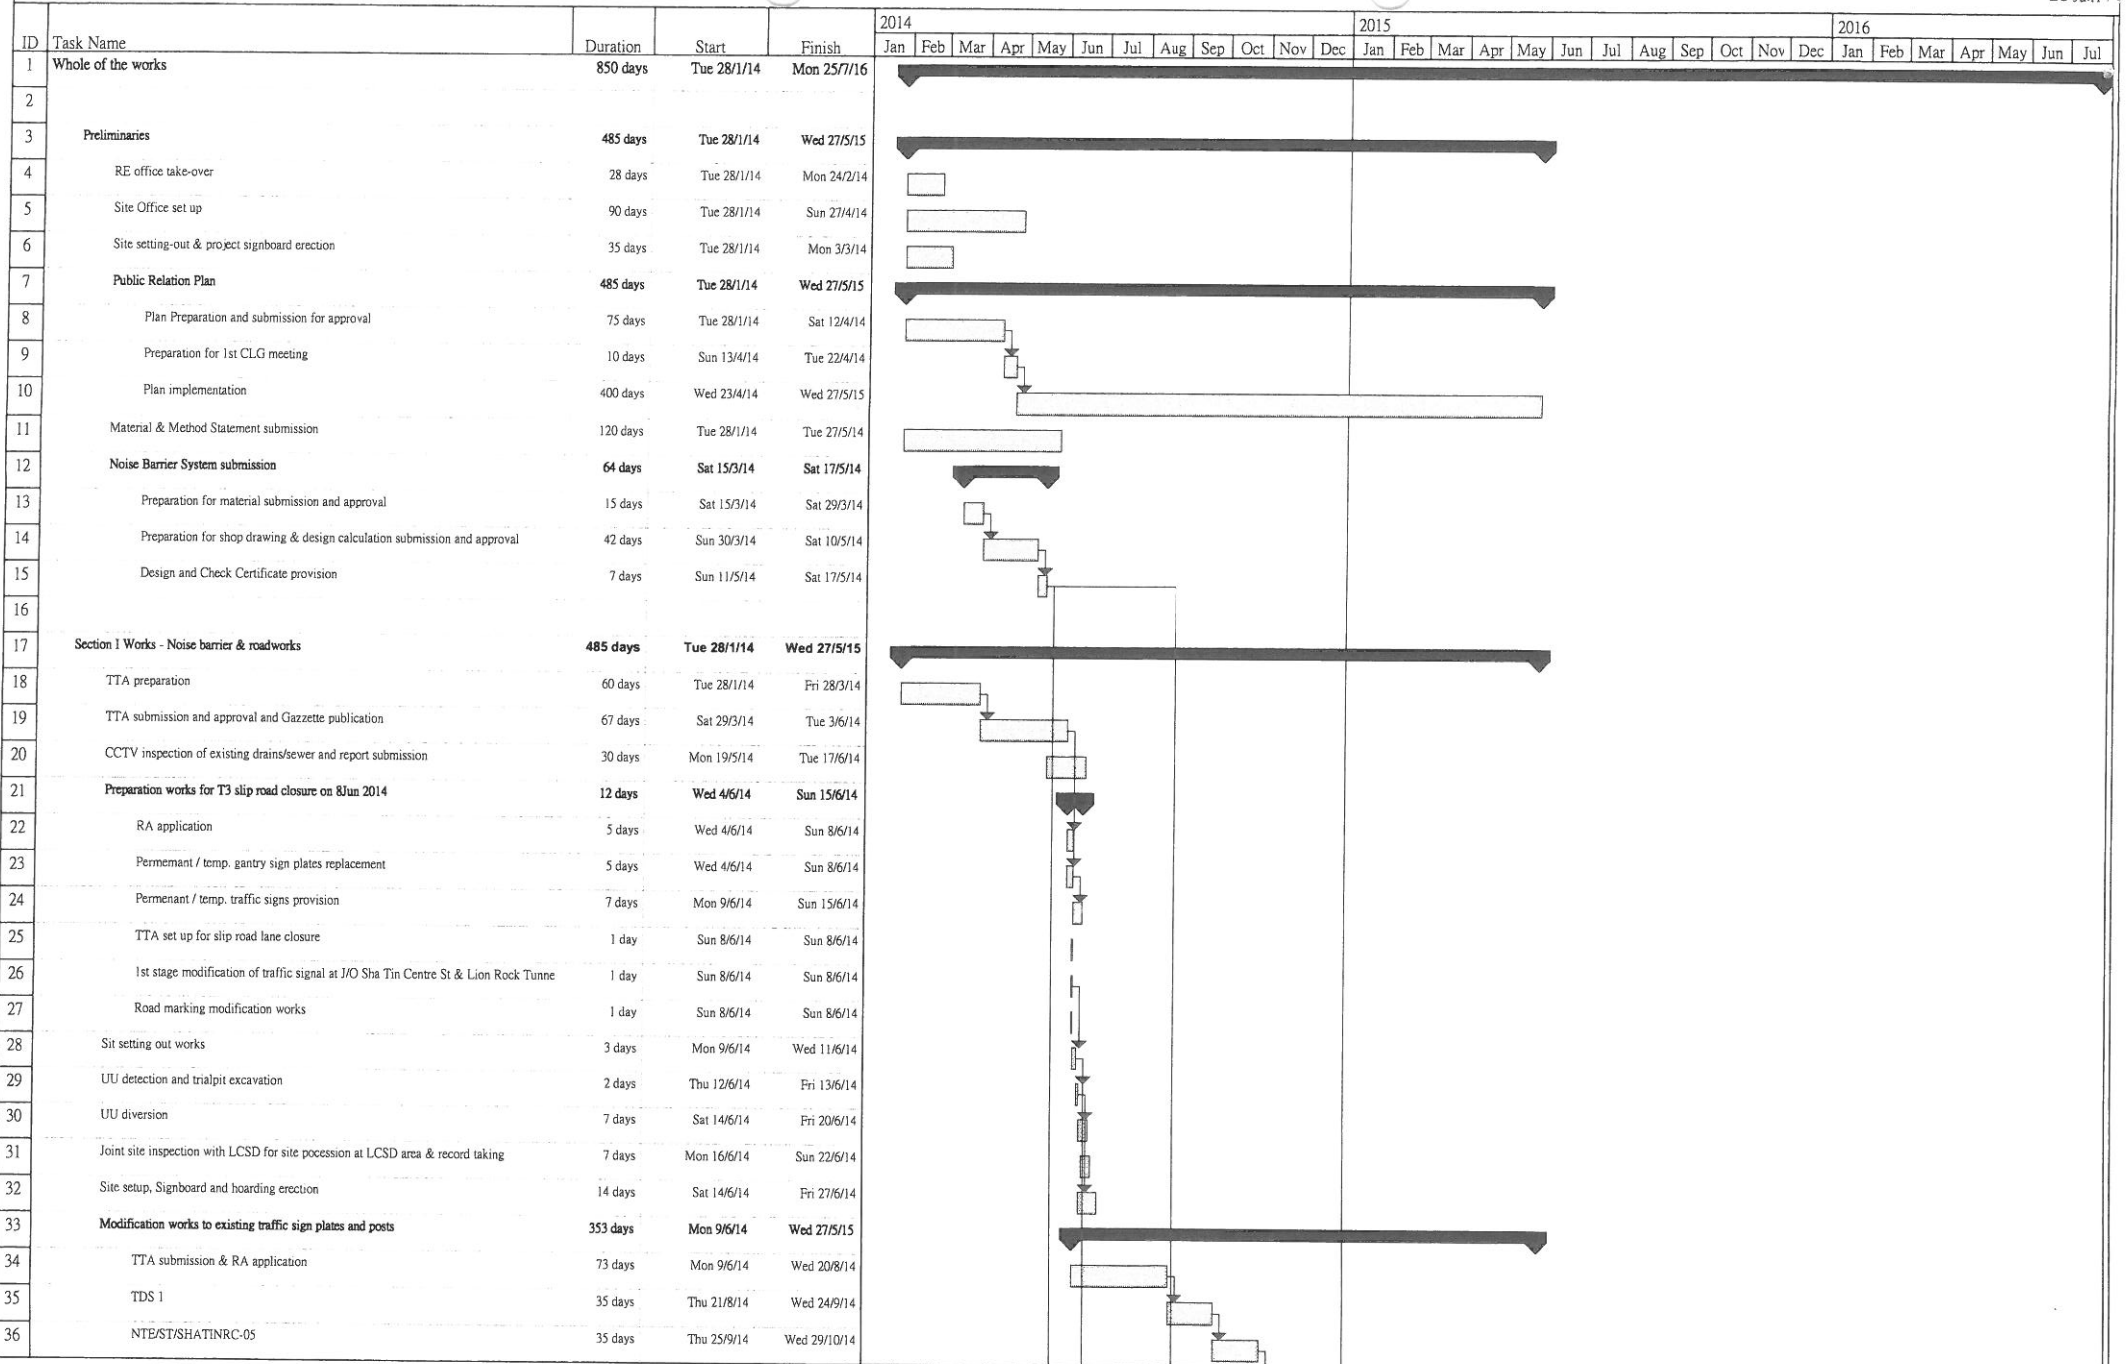 2014 2015 2016
ID Task Name Duration Start Finish Jan Feb Mar Apr May Jun Jul Aug Sep Oct Nov Dec Jan Feb Mar Apr May Jun Jul Aug Sep Oct Nov Dec Jan Feb Mar Apr May Jun Jul
1 Whole of the works 850 days Tue 28/1/14 Mon 25/7/16
2
3 Preliminaries 485 days Tue 28/1/14 Wed 27/5/15
4 RE office take-over 28 days Tue 28/1/14 Mon 24/2/14
5 Site Office set up 90 days Tue 28/1/14 Sun 27/4/14
6 Site setting-out & project signboard erection 35 days Tue 28/1/14 Mon 3/3/14
7 Public Relation Plan 485 days Tue 28/1/14 Wed 27/5/15
8 Plan Preparation and submission for approval 75 days Tue 28/1/14 Sat 12/4/14
9 Preparation for 1st CLG meeting 10 days Sun 13/4/14 Tue 22/4/14
10 Plan implementation 400 days Wed 23/4/14 Wed 27/5/15
11 Material & Method Statement submission 120 days Tue 28/1/14 Tue 27/5/14
12 Noise Barrier System submission 64 days Sat 15/3/14 Sat 17/5/14
13 Preparation for material submission and approval 15 days Sat 15/3/14 Sat 29/3/14
14 Preparation for shop drawing & design calculation submission and approval 42 days Sun 30/3/14 Sat 10/5/14
15 Design and Check Certificate provision 7 days Sun 11/5/14 Sat 17/5/14
16
17 Section I Works - Noise barrier & roadworks 485 days Tue 28/1/14 Wed 27/5/15
18 TTA preparation 60 days Tue 28/1/14 Fri 28/3/14
19 TTA submission and approval and Gazzette publication 67 days Sat 29/3/14 Tue 3/6/14
20 CCTV inspection of existing drains/sewer and report submission 30 days Mon 19/5/14 Tue 17/6/14
21 Preparation works for T3 slip road closure on 8Jun 2014 12 days Wed 4/6/14 Sun 15/6/14
22 RA application 5 days Wed 4/6/14 Sun 8/6/14
23 Permemant / temp. gantry sign plates replacement 5 days Wed 4/6/14 Sun 8/6/14
24 Permenant / temp. traffic signs provision 7 days Mon 9/6/14 Sun 15/6/14
25 TTA set up for slip road lane closure 1 day Sun 8/6/14 Sun 8/6/14
26 1st stage modification of traffic signal at J/O Sha Tin Centre St & Lion Rock Tunne 1 day Sun 8/6/14 Sun 8/6/14
27 Road marking modification works 1 day Sun 8/6/14 Sun 8/6/14
28 Sit setting out works 3 days Mon 9/6/14 Wed 11/6/14
29 UU detection and trialpit excavation 2 days Thu 12/6/14 Fri 13/6/14
30 UU diversion 7 days Sat 14/6/14 Fri 20/6/14
31 Joint site inspection with LCSD for site pocession at LCSD area & record taking 7 days Mon 16/6/14 Sun 22/6/14
32 Site setup, Signboard and hoarding erection 14 days Sat 14/6/14 Fri 27/6/14
33 Modification works to existing traffic sign plates and posts 353 days Mon 9/6/14 Wed 27/5/15
34 TTA submission & RA application 73 days Mon 9/6/14 Wed 20/8/14
35 TDS 1 35 days Thu 21/8/14 Wed 24/9/14
36 NTE/ST/SHATINRC-05 35 days Thu 25/9/14 Wed 29/10/14